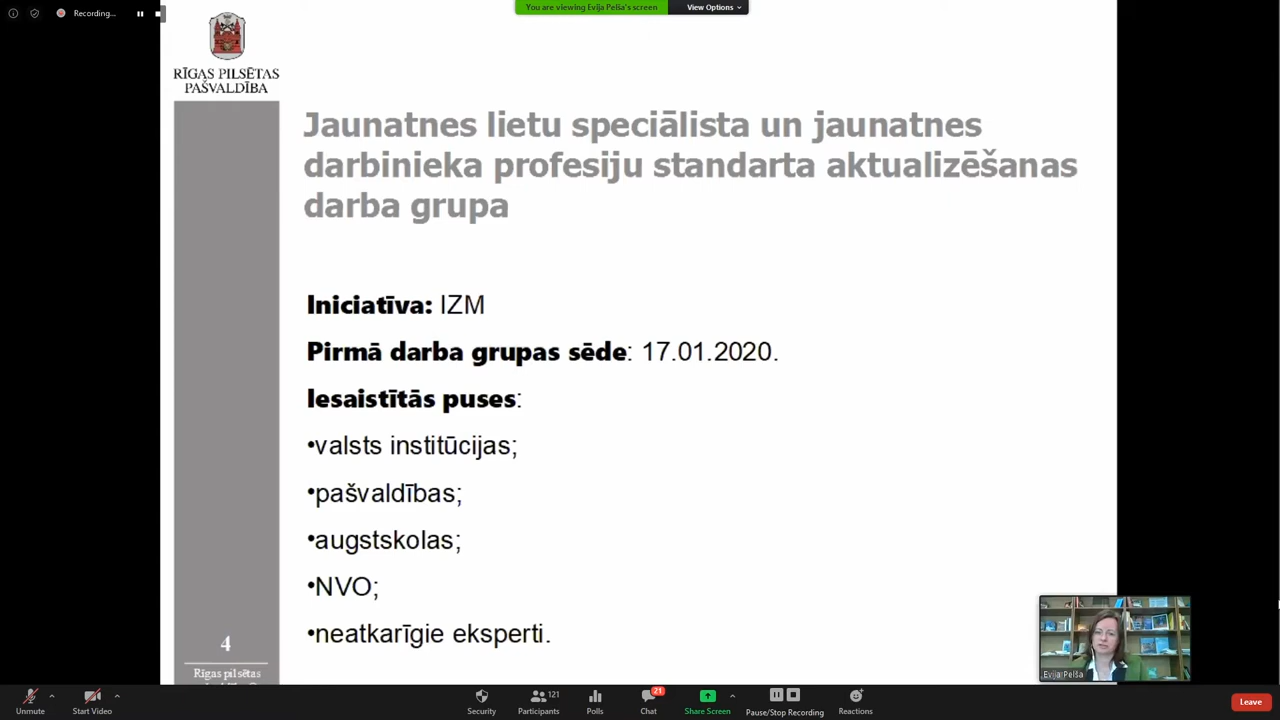 Recording...
You are viewing Evija Pelša's screen
View Options
RĪGAS PILSĒTAS
PAŠVALDĪBA
Jaunatnes lietu speciālista un jaunatnes
darbinieka profesiju standarta aktualizēšanas
darba grupa
Iniciatīva: IZM
Pirmā darba grupas sēde: 17.01.2020.
Iesaistītās puses:
•valsts institūcijas;
•pašvaldības;
•augstskolas;
•NVO;
•neatkarīgie eksperti.
4
Rīgas pilsētas
Evija Pelša
Unmute
Start Video
Security
Participants
121
Polls
Chat
21
Share Screen
Pause/Stop Recording
Reactions
Leave